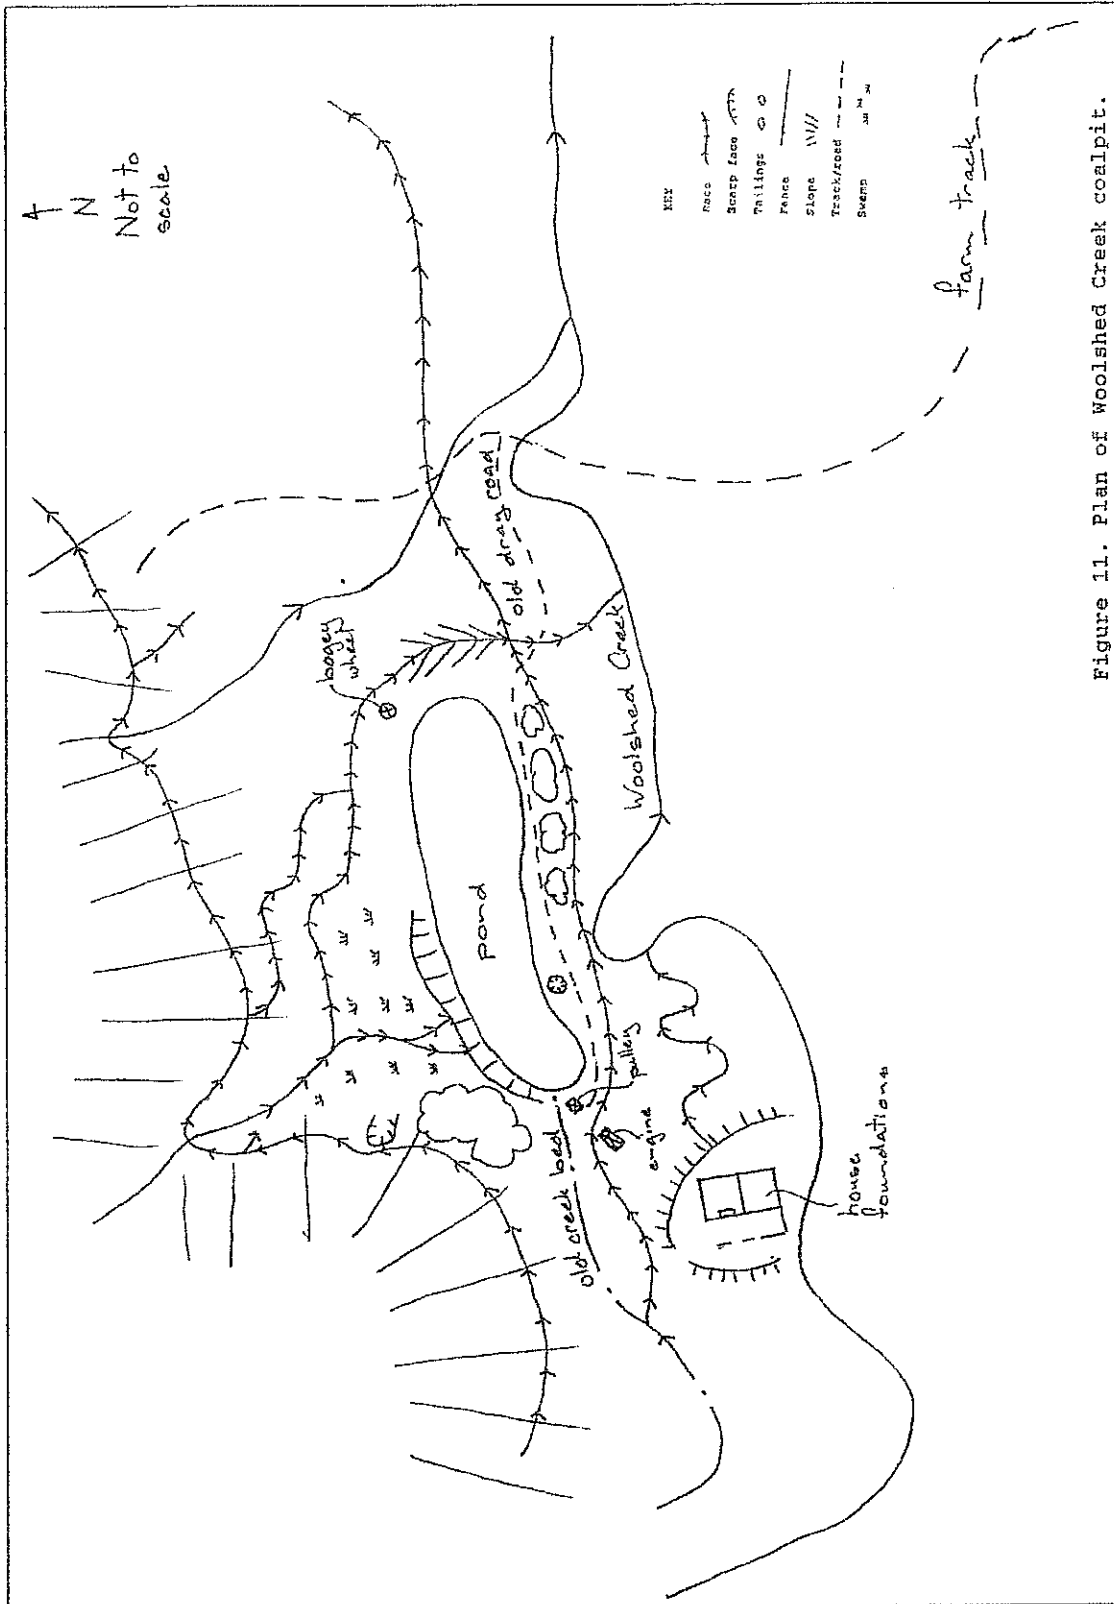 N
Not to
scale
bogey
wheel
old dray road
pond
Woolshed Creek
pulley
engine
old creek bed
house
foundations
farm track
KEY
Race
Scarp face
Tailings
Fence
Slope
Track/road
Swamp
Figure 11. Plan of Woolshed Creek coalpit.